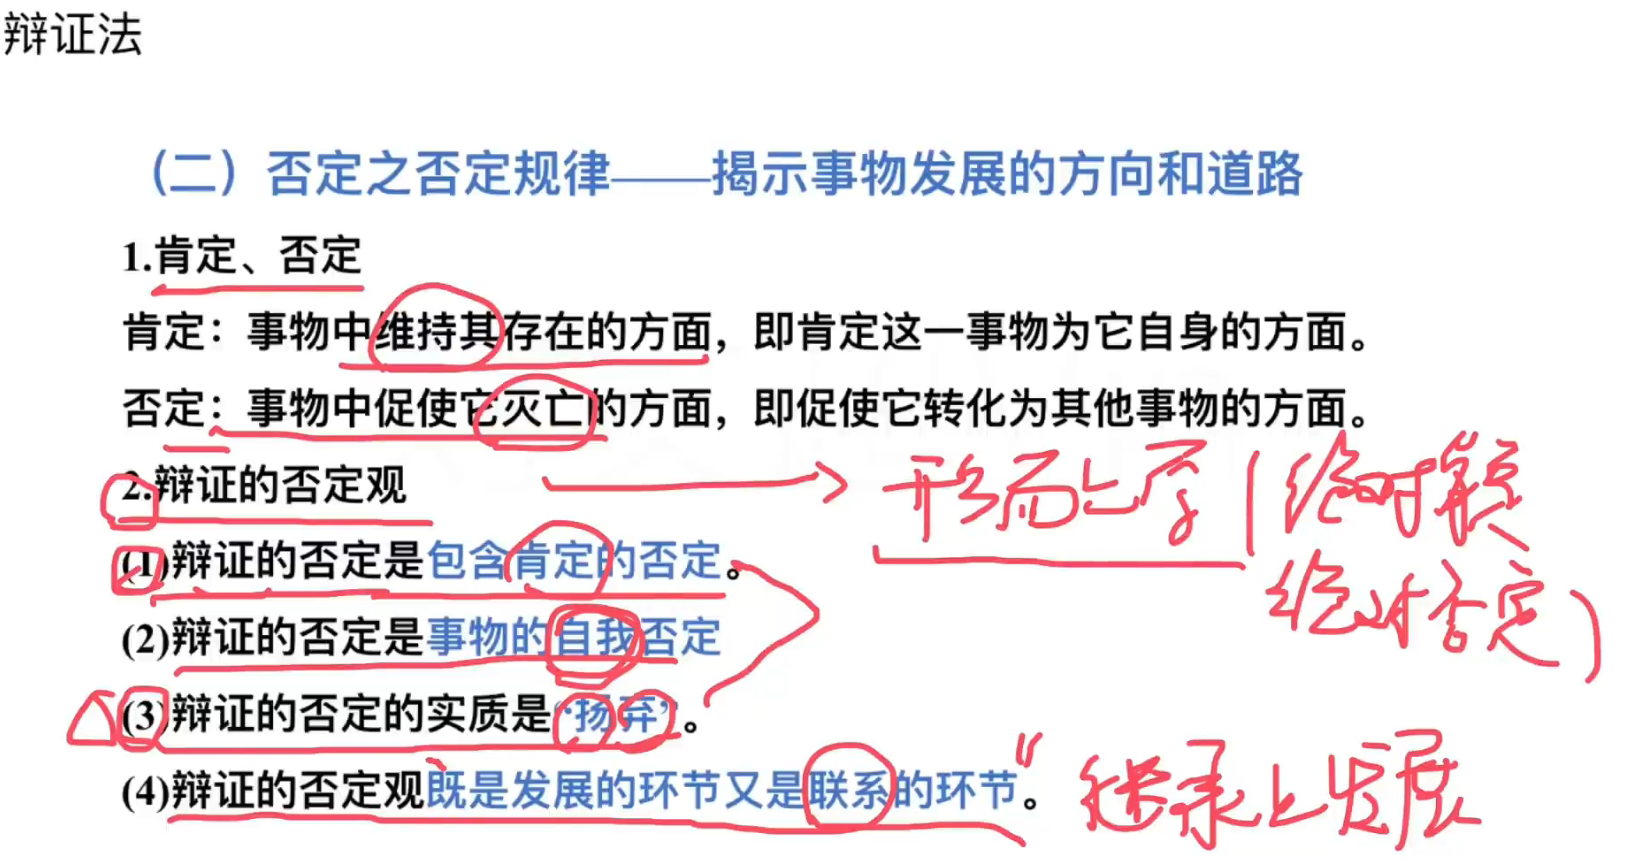 辩证法
（二）否定之否定规律——揭示事物发展的方向和道路
1.肯定、否定
肯定：事物中维持其存在的方面，即肯定这一事物为它自身的方面。
否定：事物中促使它灭亡的方面，即促使它转化为其他事物的方面。
2.辩证的否定观
形而上学（绝对
绝对否定）
(1)辩证的否定是包含肯定的否定。
(2)辩证的否定是事物的自我否定
(3)辩证的否定的实质是“扬弃”。
(4)辩证的否定观既是发展的环节又是联系的环节。
继承上发展